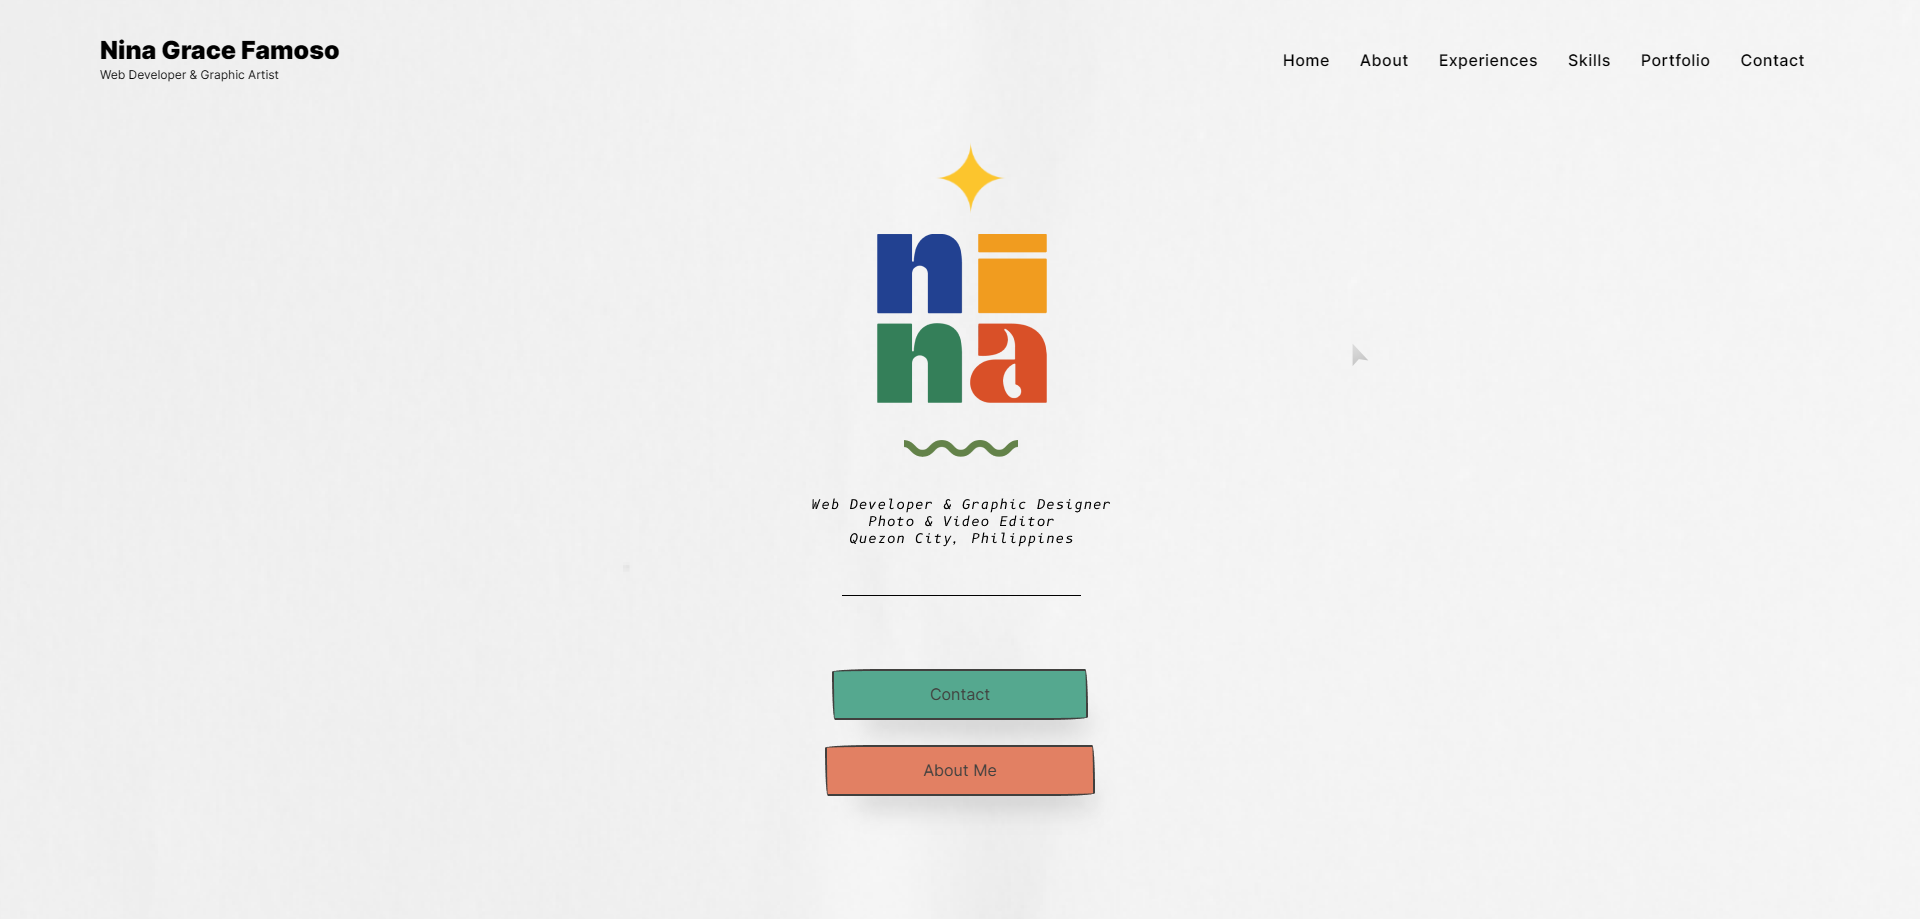 Nina Grace Famoso
Web Developer & Graphic Artist
Home About Experiences Skills Portfolio Contact
ni
na
Web Developer & Graphic Designer
Photo & Video Editor
Quezon City, Philippines
Contact
About Me